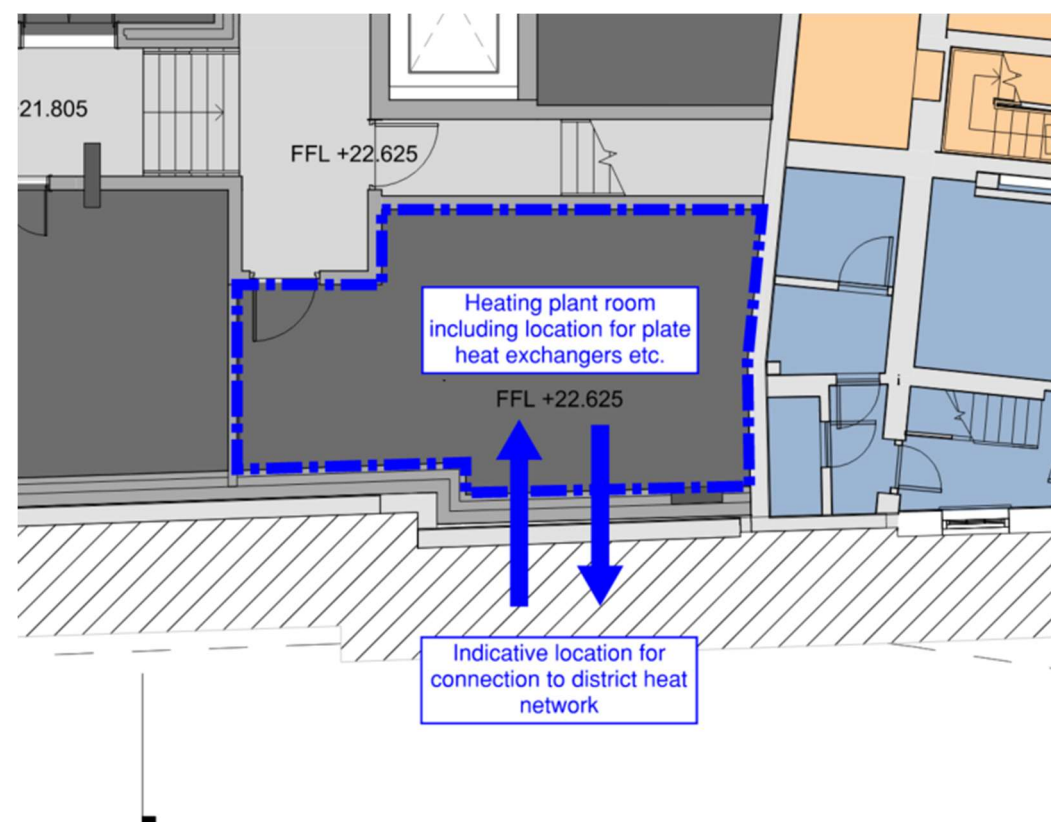 21.805
FFL +22.625
Heating plant room
including location for plate
heat exchangers etc.
FFL +22.625
Indicative location for
connection to district heat
network